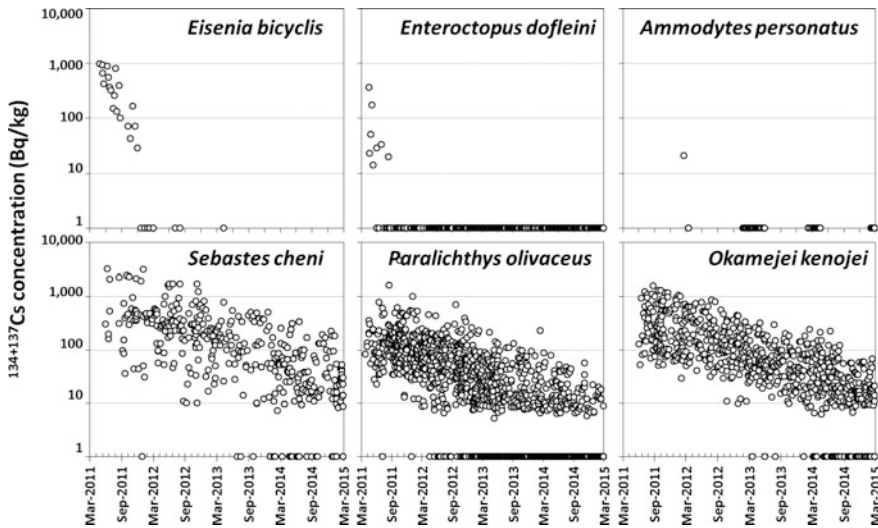 134+137Cs concentration (Bq/kg)
10,000
1,000
100
10
1
Eisenia bicyclis
Enteroctopus dofleini
Ammodytes personatus
10,000
1,000
100
10
1
Sebastes cheni
Paralichthys olivaceus
Okamejei kenojei
Mar-2011
Sep-2011
Mar-2012
Sep-2012
Mar-2013
Sep-2013
Mar-2014
Sep-2014
Mar-2015
Mar-2011
Sep-2011
Mar-2012
Sep-2012
Mar-2013
Sep-2013
Mar-2014
Sep-2014
Mar-2015
Mar-2011
Sep-2011
Mar-2012
Sep-2012
Mar-2013
Sep-2013
Mar-2014
Sep-2014
Mar-2015